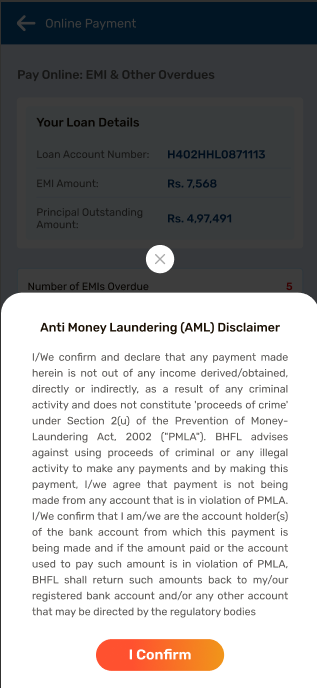 Online Payment
Pay Online: EMI & Other Overdues
Your Loan Details
Loan Account Number: H402HHL0871113
EMI Amount: Rs. 7,568
Principal Outstanding
Amount: Rs. 4,97,491
Number of EMIs Overdue 5
Anti Money Laundering (AML) Disclaimer
I/We confirm and declare that any payment made
herein is not out of any income derived/obtained,
directly or indirectly, as a result of any criminal
activity and does not constitute 'proceeds of crime'
under Section 2(u) of the Prevention of Money-
Laundering Act, 2002 ("PMLA"). BHFL advises
against using proceeds of criminal or any illegal
activity to make any payments and by making this
payment, I/we agree that payment is not being
made from any account that is in violation of PMLA.
I/We confirm that I am/we are the account holder(s)
of the bank account from which this payment is
being made and if the amount paid or the account
used to pay such amount is in violation of PMLA,
BHFL shall return such amounts back to my/our
registered bank account and/or any other account
that may be directed by the regulatory bodies
I Confirm